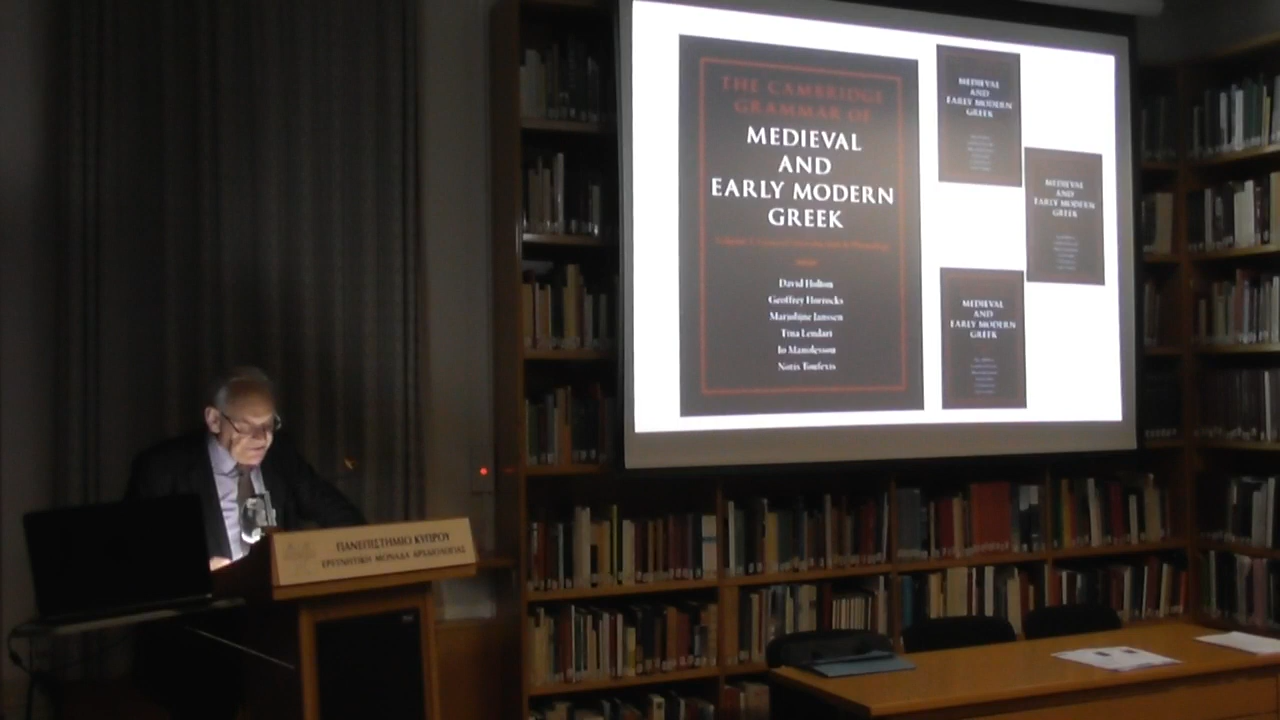 THE CAMBRIDGE
GRAMMAR OF
MEDIEVAL
AND
EARLY MODERN
GREEK
David Holton
Geoffrey Horrocks
Marjolijne Janssen
Tina Lendari
Io Manolessou
Notis Toufexis
MEDIEVAL
AND
EARLY MODERN
GREEK
MEDIEVAL
AND
EARLY MODERN
GREEK
MEDIEVAL
AND
EARLY MODERN
GREEK
ΠΑΝΕΠΙΣΤΗΜΙΟ ΚΥΠΡΟΥ
ΕΡΕΥΝΗΤΙΚΗ ΜΟΝΑΔΑ ΑΡΧΑΙΟΛΟΓΙΑΣ